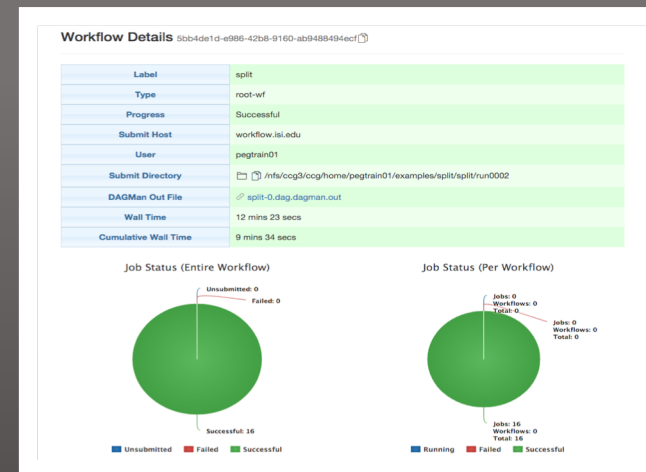 Workflow Details 5bb4de1d-e986-42b8-9160-ab9488494ecf
Label split
Type root-wf
Progress Successful
Submit Host workflow.isi.edu
User pegtrain01
Submit Directory /nfs/ccg3/ccg/home/pegtrain01/examples/split/split/run0002
DAGMan Out File split-0.dag.dagman.out
Wall Time 12 mins 23 secs
Cumulative Wall Time 9 mins 34 secs
Job Status (Entire Workflow)
Unsubmitted: 0
Failed: 0
Successful: 16
Unsubmitted Failed Successful
Job Status (Per Workflow)
Jobs: 0
Workflows: 0
Total: 0
Jobs: 0
Workflows: 0
Total: 0
Jobs: 16
Workflows: 0
Total: 16
Running Failed Successful